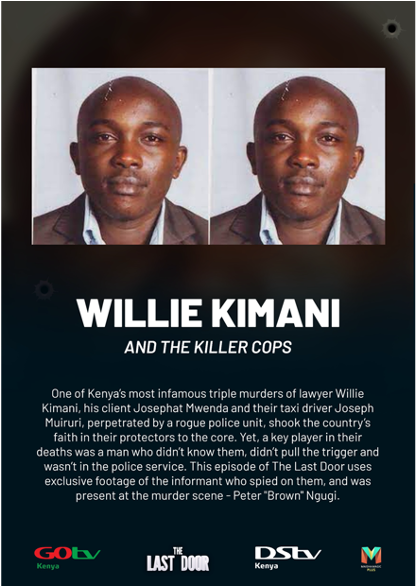 WILLIE KIMANI
AND THE KILLER COPS
One of Kenya's most infamous triple murders of lawyer Willie
Kimani, his client Josephat Mwenda and their taxi driver Joseph
Muiruri, perpetrated by a rogue police unit, shook the country's
faith in their protectors to the core. Yet, a key player in their
deaths was a man who didn't know them, didn't pull the trigger and
wasn't in the police service. This episode of The Last Door uses
exclusive footage of the informant who spied on them, and was
present at the murder scene - Peter "Brown" Ngugi.
GOtv
Kenya
THE
LAST DOOR
DStv
Kenya